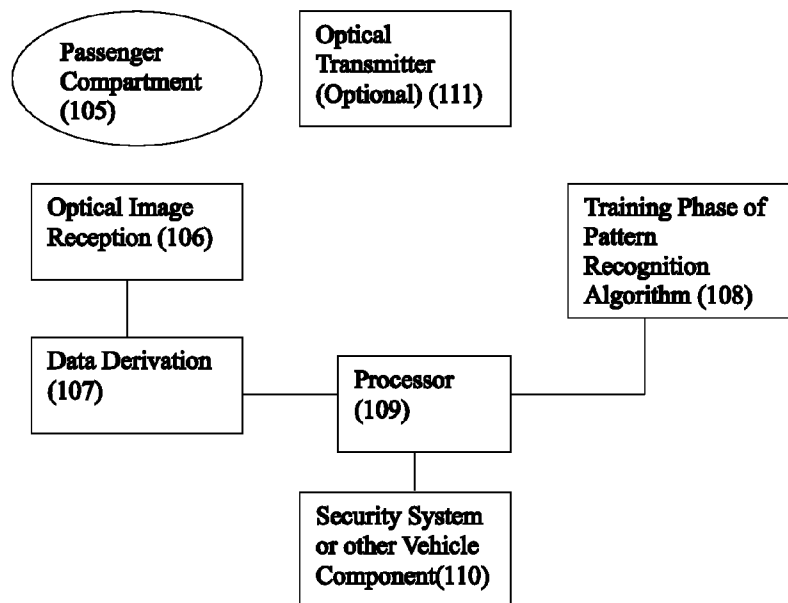 Passenger
Compartment
(105)
Optical
Transmitter
(Optional) (111)
Optical Image
Reception (106)
Training Phase of
Pattern
Recognition
Algorithm (108)
Data Derivation
(107)
Processor
(109)
Security System
or other Vehicle
Component(110)